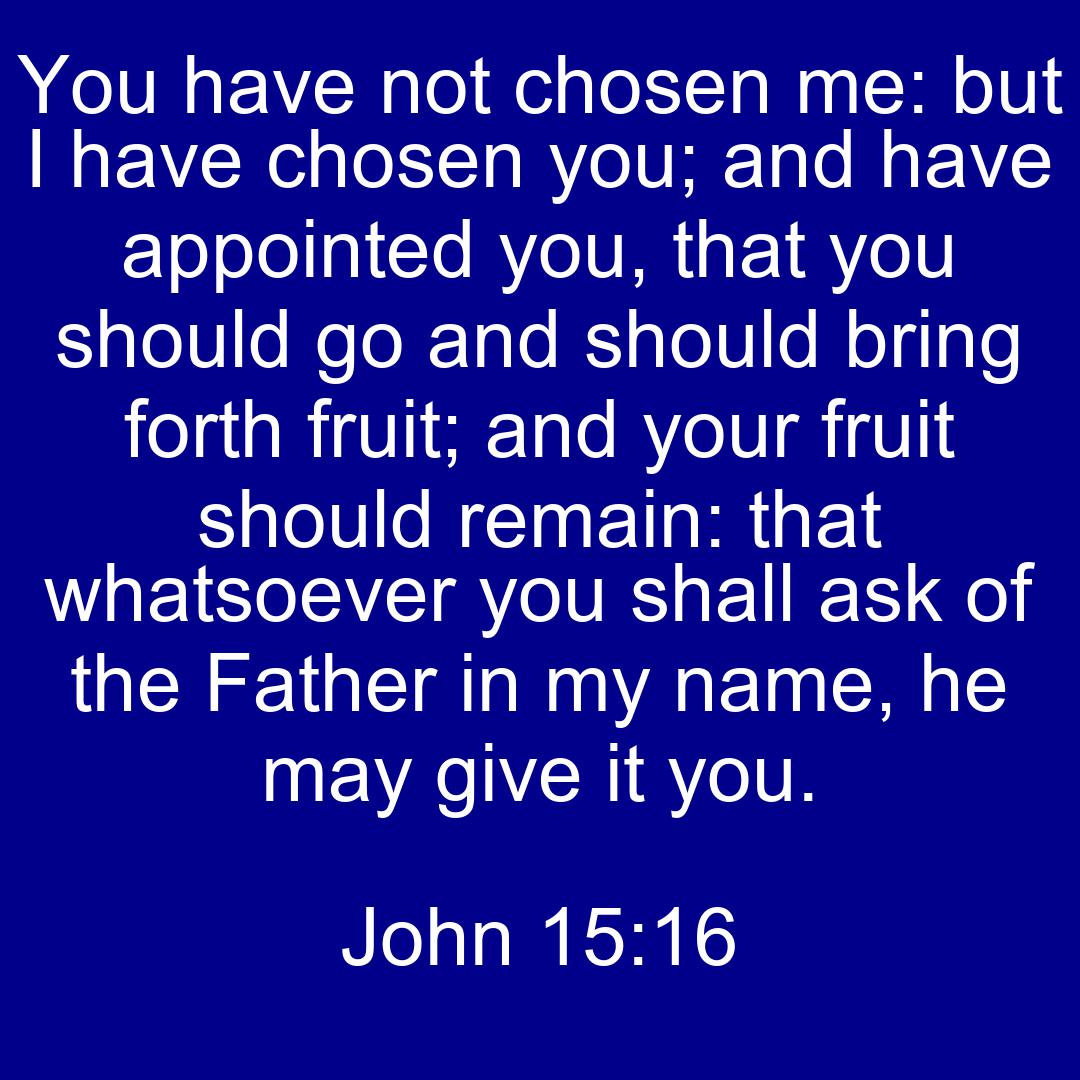 You have not chosen me: but
I have chosen you; and have
appointed you, that you
should go and should bring
forth fruit; and your fruit
should remain: that
whatsoever you shall ask of
the Father in my name, he
may give it you.
John 15:16